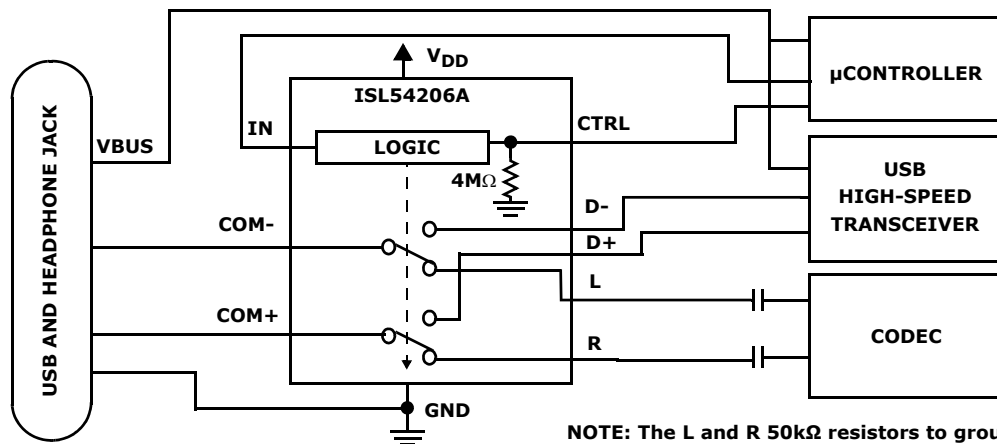 V_DD
ISL54206A
µCONTROLLER
IN
CTRL
VBUS
LOGIC
4MΩ
USB
HIGH-SPEED
TRANSCEIVER
D-
COM-
D+
L
USB AND HEADPHONE JACK
COM+
R
CODEC
GND
NOTE: The L and R 50kΩ resistors to grou